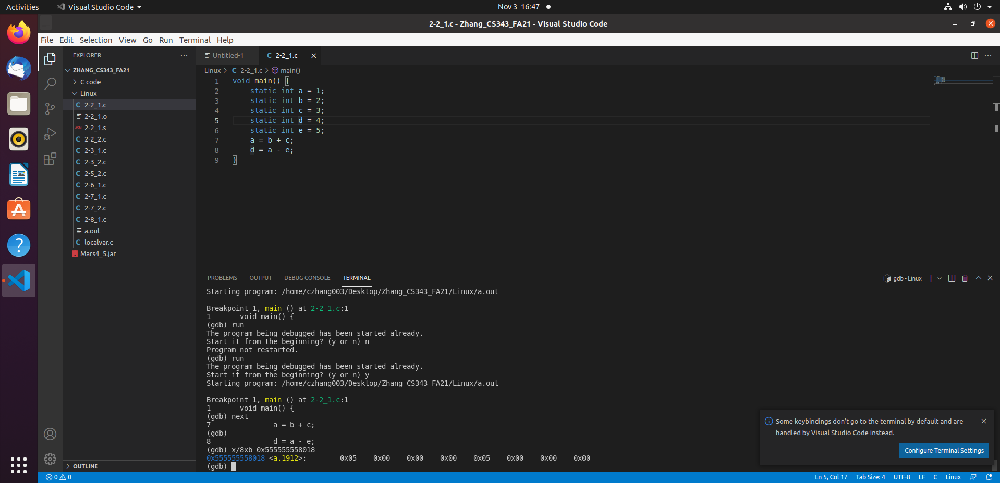 Activities Visual Studio Code Nov 3 16:47
2-2_1.c - Zhang_CS343_FA21 - Visual Studio Code
File Edit Selection View Go Run Terminal Help
EXPLORER
ZHANG_CS343_FA21
C code
Linux
C 2-2_1.c
2-2_1.o
ASM 2-2_1.s
C 2-2_2.c
C 2-3_1.c
C 2-3_2.c
C 2-5_2.c
C 2-6_1.c
C 2-7_1.c
C 2-7_2.c
C 2-8_1.c
a.out
C localvar.c
Mars4_5.jar
OUTLINE
Untitled-1 C 2-2_1.c
Linux > C 2-2_1.c > main()
1 void main() {
2 static int a = 1;
3 static int b = 2;
4 static int c = 3;
5 static int d = 4;
6 static int e = 5;
7 a = b + c;
8 d = a - e;
9 }
PROBLEMS OUTPUT DEBUG CONSOLE TERMINAL gdb - Linux
Starting program: /home/czhang003/Desktop/Zhang_CS343_FA21/Linux/a.out
Breakpoint 1, main () at 2-2_1.c:1
1 void main() {
(gdb) run
The program being debugged has been started already.
Start it from the beginning? (y or n) n
Program not restarted.
(gdb) run
The program being debugged has been started already.
Start it from the beginning? (y or n) y
Starting program: /home/czhang003/Desktop/Zhang_CS343_FA21/Linux/a.out
Breakpoint 1, main () at 2-2_1.c:1
1 void main() {
(gdb) next
7 a = b + c;
(gdb)
8 d = a - e;
(gdb) x/8xb 0x555555558018
0x555555558018 <a.1912>: 0x05 0x00 0x00 0x00 0x05 0x00 0x00 0x00
(gdb)
Some keybindings don't go to the terminal by default and are
handled by Visual Studio Code instead.
Configure Terminal Settings
0 0 Ln 5, Col 17 Tab Size: 4 UTF-8 LF C Linux